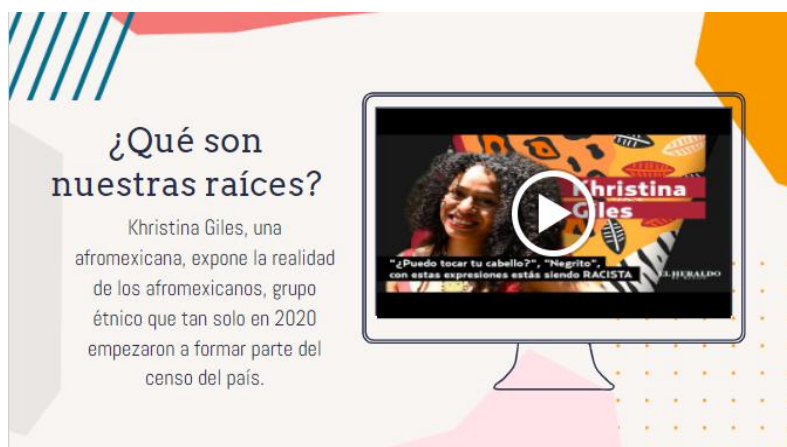 ¿Qué son
nuestras raíces?
Khristina Giles, una
afromexicana, expone la realidad
de los afromexicanos, grupo
étnico que tan solo en 2020
empezaron a formar parte del
censo del país.
Khristina
Giles
"¿Puedo tocar tu cabello?", "Negrito",
con estas expresiones estás siendo RACISTA
EL HERALDO
DE MÉXICO